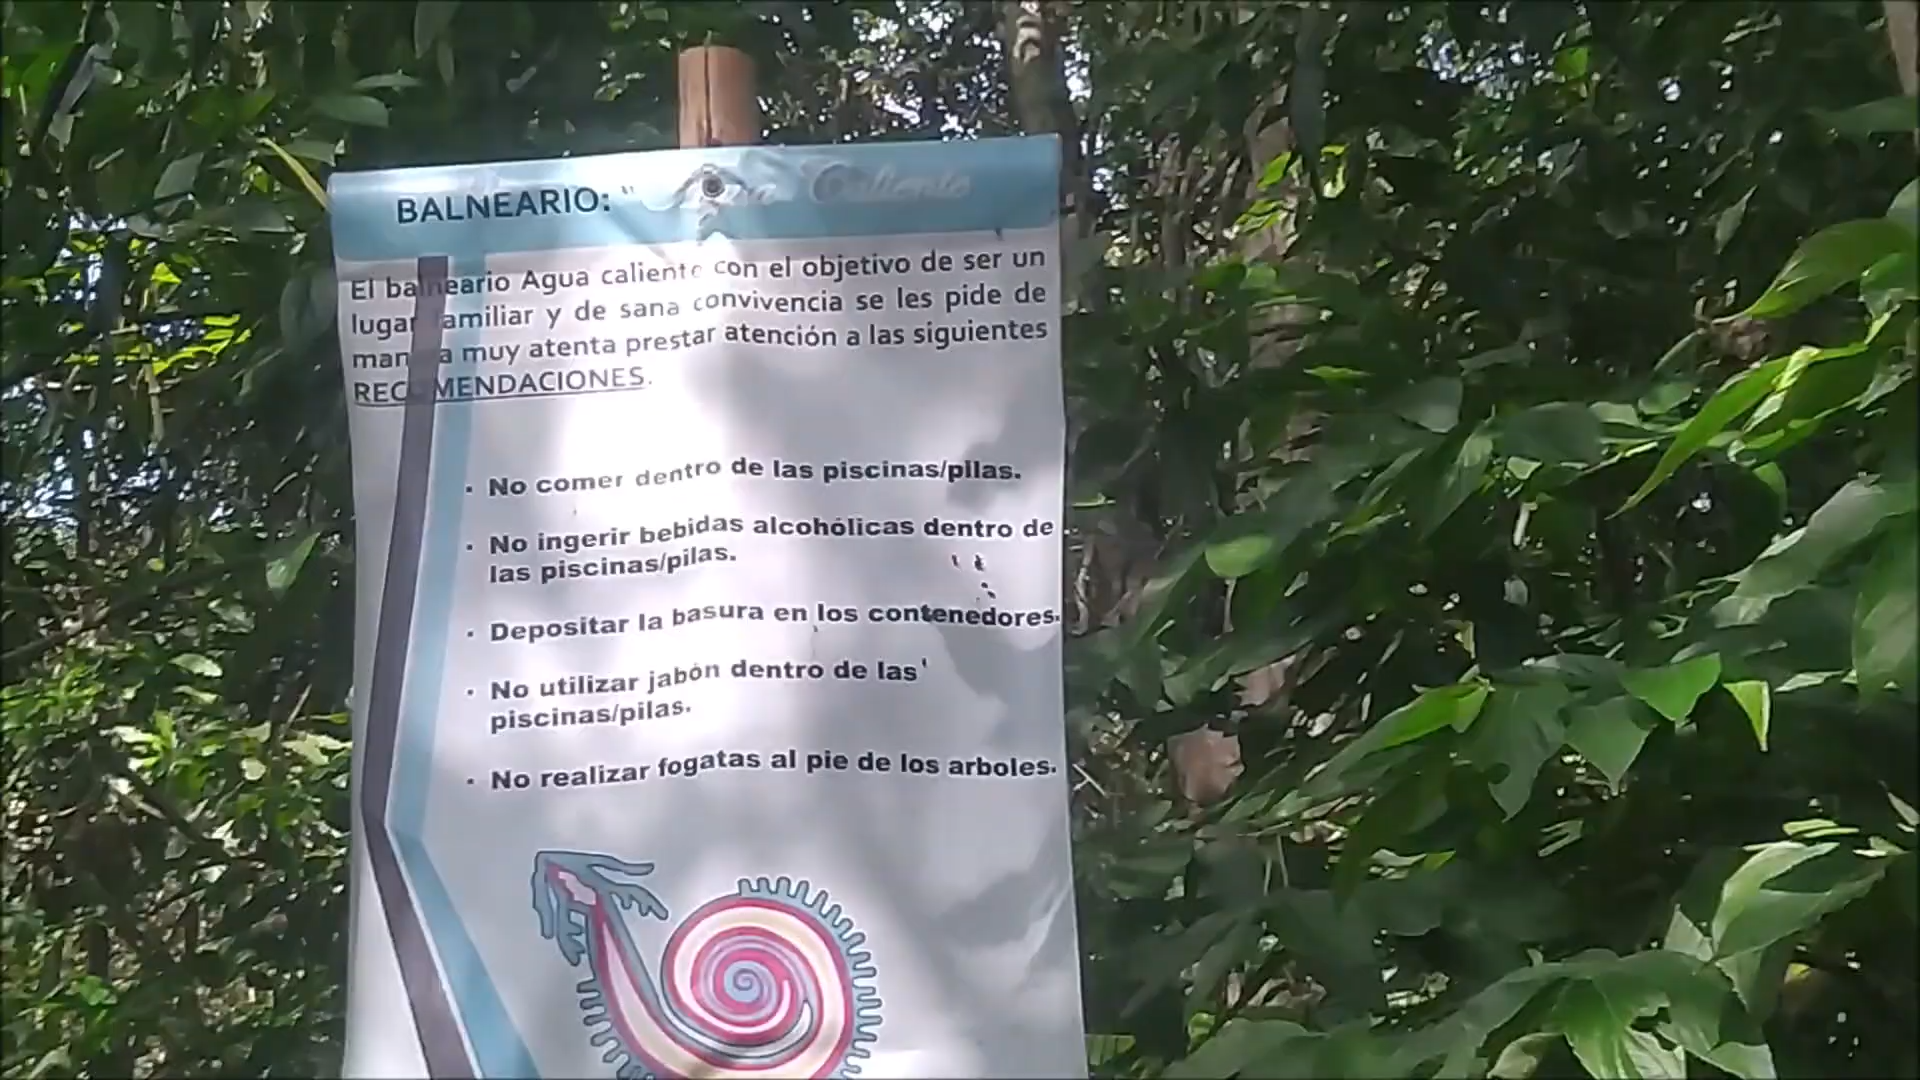 BALNEARIO: " Caliente
El balneario Agua caliente con el objetivo de ser un
lugar familiar y de sana convivencia se les pide de
manera muy atenta prestar atención a las siguientes
RECOMENDACIONES.
· No comer dentro de las piscinas/pilas.
· No ingerir bebidas alcohólicas dentro de
las piscinas/pilas.
· Depositar la basura en los contenedores.
· No utilizar jabón dentro de las
piscinas/pilas.
· No realizar fogatas al pie de los arboles.